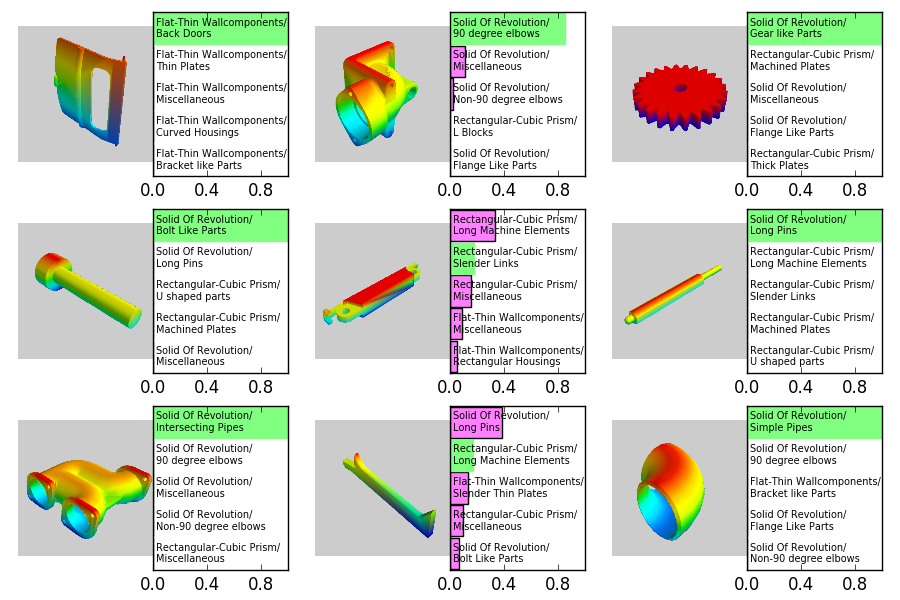 Flat-Thin Wallcomponents/
Back Doors
Flat-Thin Wallcomponents/
Thin Plates
Flat-Thin Wallcomponents/
Miscellaneous
Flat-Thin Wallcomponents/
Curved Housings
Flat-Thin Wallcomponents/
Bracket like Parts
0.0 0.4 0.8
Solid Of Revolution/
90 degree elbows
Solid Of Revolution/
Miscellaneous
Solid Of Revolution/
Non-90 degree elbows
Rectangular-Cubic Prism/
L Blocks
Solid Of Revolution/
Flange Like Parts
0.0 0.4 0.8
Solid Of Revolution/
Gear like Parts
Rectangular-Cubic Prism/
Machined Plates
Solid Of Revolution/
Miscellaneous
Solid Of Revolution/
Flange Like Parts
Rectangular-Cubic Prism/
Thick Plates
0.0 0.4 0.8
Solid Of Revolution/
Bolt Like Parts
Solid Of Revolution/
Long Pins
Rectangular-Cubic Prism/
U shaped parts
Rectangular-Cubic Prism/
Machined Plates
Solid Of Revolution/
Miscellaneous
0.0 0.4 0.8
Rectangular-Cubic Prism/
Long Machine Elements
Rectangular-Cubic Prism/
Slender Links
Rectangular-Cubic Prism/
Miscellaneous
Flat-Thin Wallcomponents/
Miscellaneous
Flat-Thin Wallcomponents/
Rectangular Housings
0.0 0.4 0.8
Solid Of Revolution/
Long Pins
Rectangular-Cubic Prism/
Long Machine Elements
Rectangular-Cubic Prism/
Slender Links
Rectangular-Cubic Prism/
Machined Plates
Rectangular-Cubic Prism/
U shaped parts
0.0 0.4 0.8
Solid Of Revolution/
Intersecting Pipes
Solid Of Revolution/
90 degree elbows
Solid Of Revolution/
Miscellaneous
Solid Of Revolution/
Non-90 degree elbows
Rectangular-Cubic Prism/
Miscellaneous
0.0 0.4 0.8
Solid Of Revolution/
Long Pins
Rectangular-Cubic Prism/
Long Machine Elements
Flat-Thin Wallcomponents/
Slender Thin Plates
Rectangular-Cubic Prism/
Miscellaneous
Solid Of Revolution/
Bolt Like Parts
0.0 0.4 0.8
Solid Of Revolution/
Simple Pipes
Solid Of Revolution/
90 degree elbows
Flat-Thin Wallcomponents/
Bracket like Parts
Solid Of Revolution/
Flange Like Parts
Solid Of Revolution/
Non-90 degree elbows
0.0 0.4 0.8